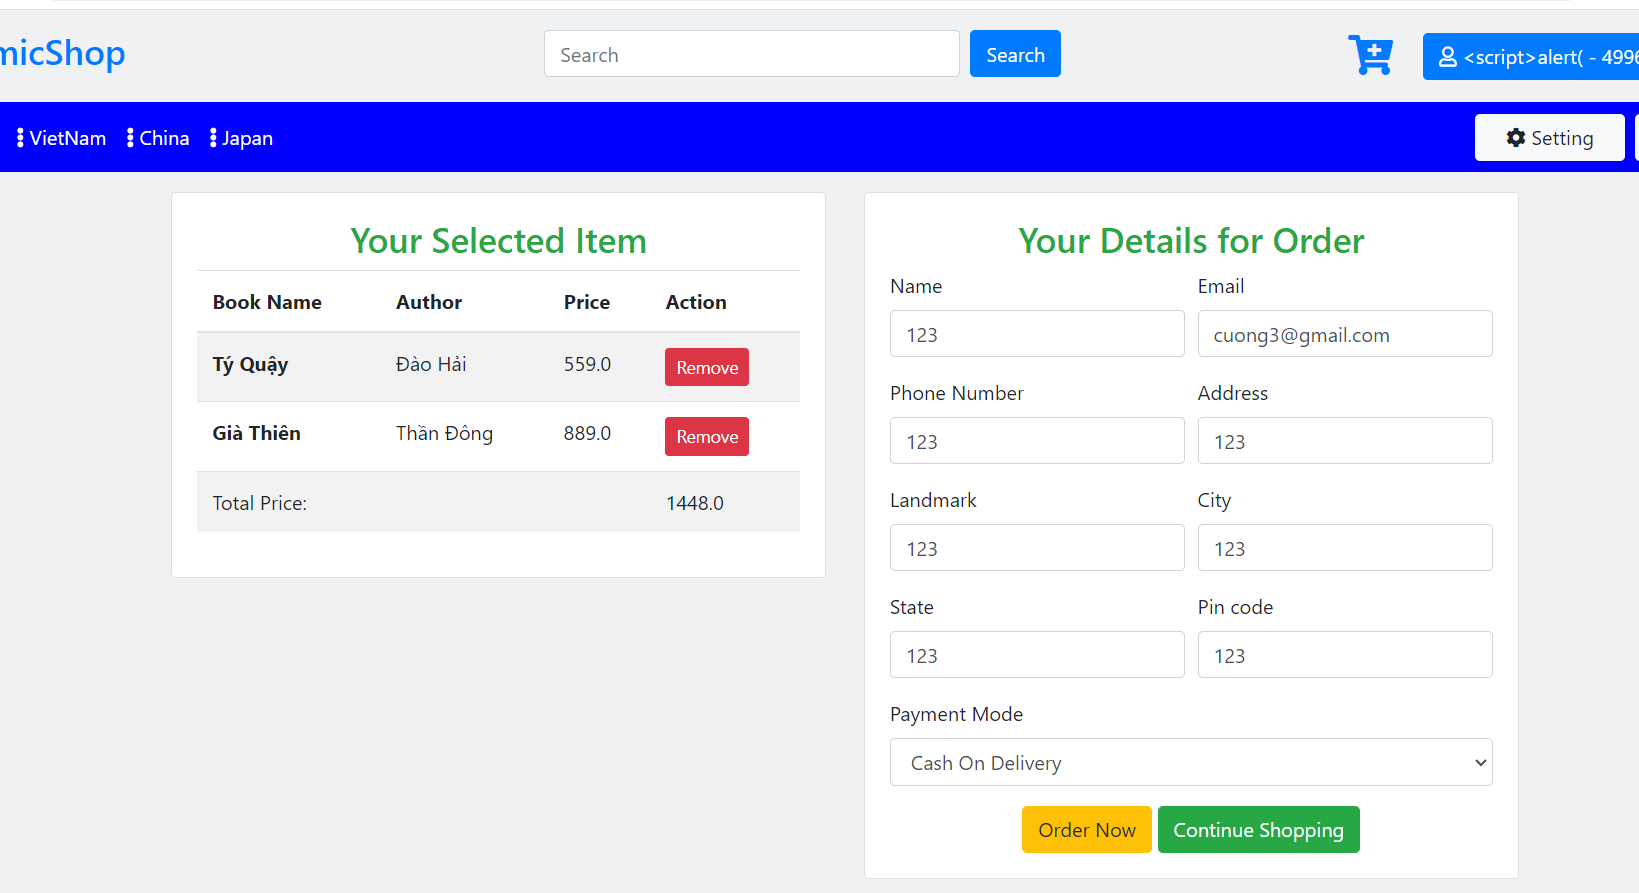 micShop
Search
Search
<script>alert( - 4996
VietNam
China
Japan
Setting
Your Selected Item
Book Name Author Price Action
Tý Quậy Đào Hải 559.0 Remove
Già Thiên Thần Đông 889.0 Remove
Total Price: 1448.0
Your Details for Order
Name Email
123 cuong3@gmail.com
Phone Number Address
123 123
Landmark City
123 123
State Pin code
123 123
Payment Mode
Cash On Delivery
Order Now Continue Shopping